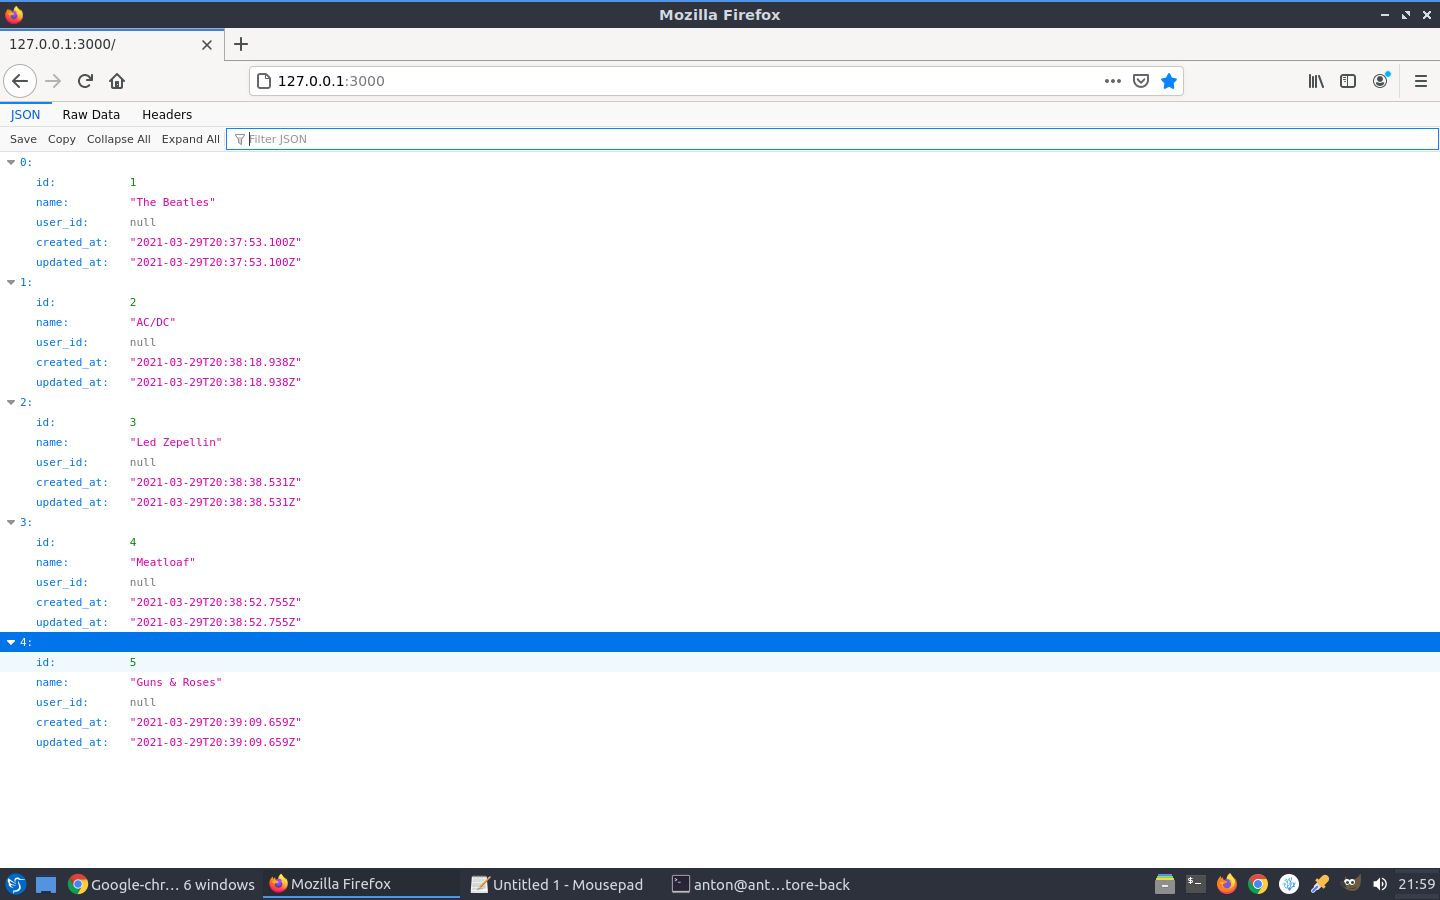 Mozilla Firefox
127.0.0.1:3000/
127.0.0.1:3000
JSON Raw Data Headers
Save Copy Collapse All Expand All Filter JSON
0:
id: 1
name: "The Beatles"
user_id: null
created_at: "2021-03-29T20:37:53.100Z"
updated_at: "2021-03-29T20:37:53.100Z"
1:
id: 2
name: "AC/DC"
user_id: null
created_at: "2021-03-29T20:38:18.938Z"
updated_at: "2021-03-29T20:38:18.938Z"
2:
id: 3
name: "Led Zepellin"
user_id: null
created_at: "2021-03-29T20:38:38.531Z"
updated_at: "2021-03-29T20:38:38.531Z"
3:
id: 4
name: "Meatloaf"
user_id: null
created_at: "2021-03-29T20:38:52.755Z"
updated_at: "2021-03-29T20:38:52.755Z"
4:
id: 5
name: "Guns & Roses"
user_id: null
created_at: "2021-03-29T20:39:09.659Z"
updated_at: "2021-03-29T20:39:09.659Z"
Google-chr... 6 windows Mozilla Firefox Untitled 1 - Mousepad anton@ant...tore-back 21:59